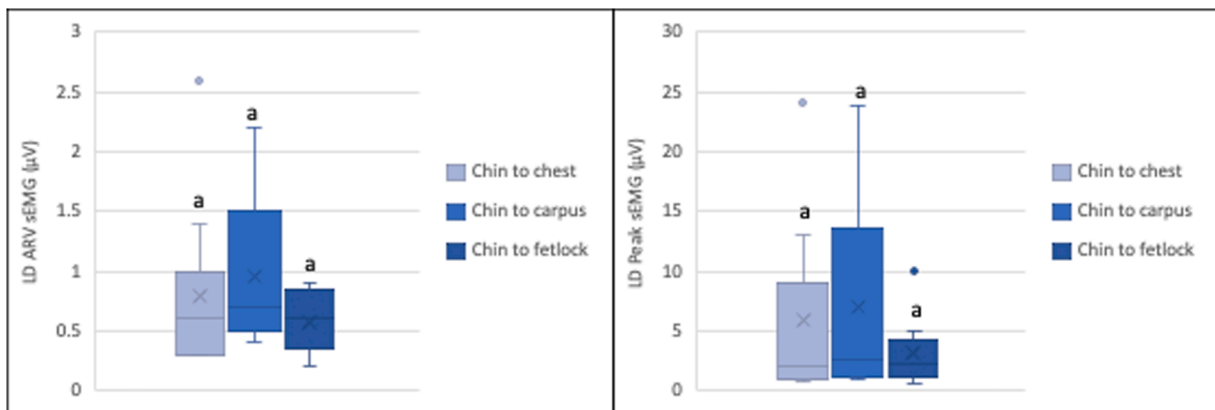 LD ARV sEMG (µV)
3
2.5
2
1.5
1
0.5
0
a
a
a
Chin to chest
Chin to carpus
Chin to fetlock
LD Peak sEMG (µV)
30
25
20
15
10
5
0
a
a
a
Chin to chest
Chin to carpus
Chin to fetlock